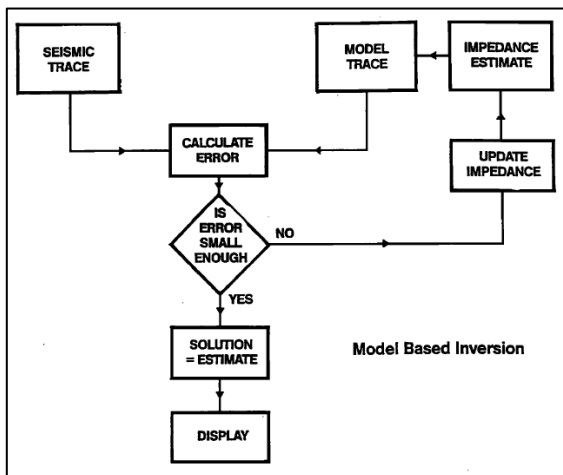 SEISMIC
TRACE
MODEL
TRACE
IMPEDANCE
ESTIMATE
CALCULATE
ERROR
UPDATE
IMPEDANCE
IS
ERROR
SMALL
ENOUGH
NO
YES
SOLUTION
= ESTIMATE
Model Based Inversion
DISPLAY